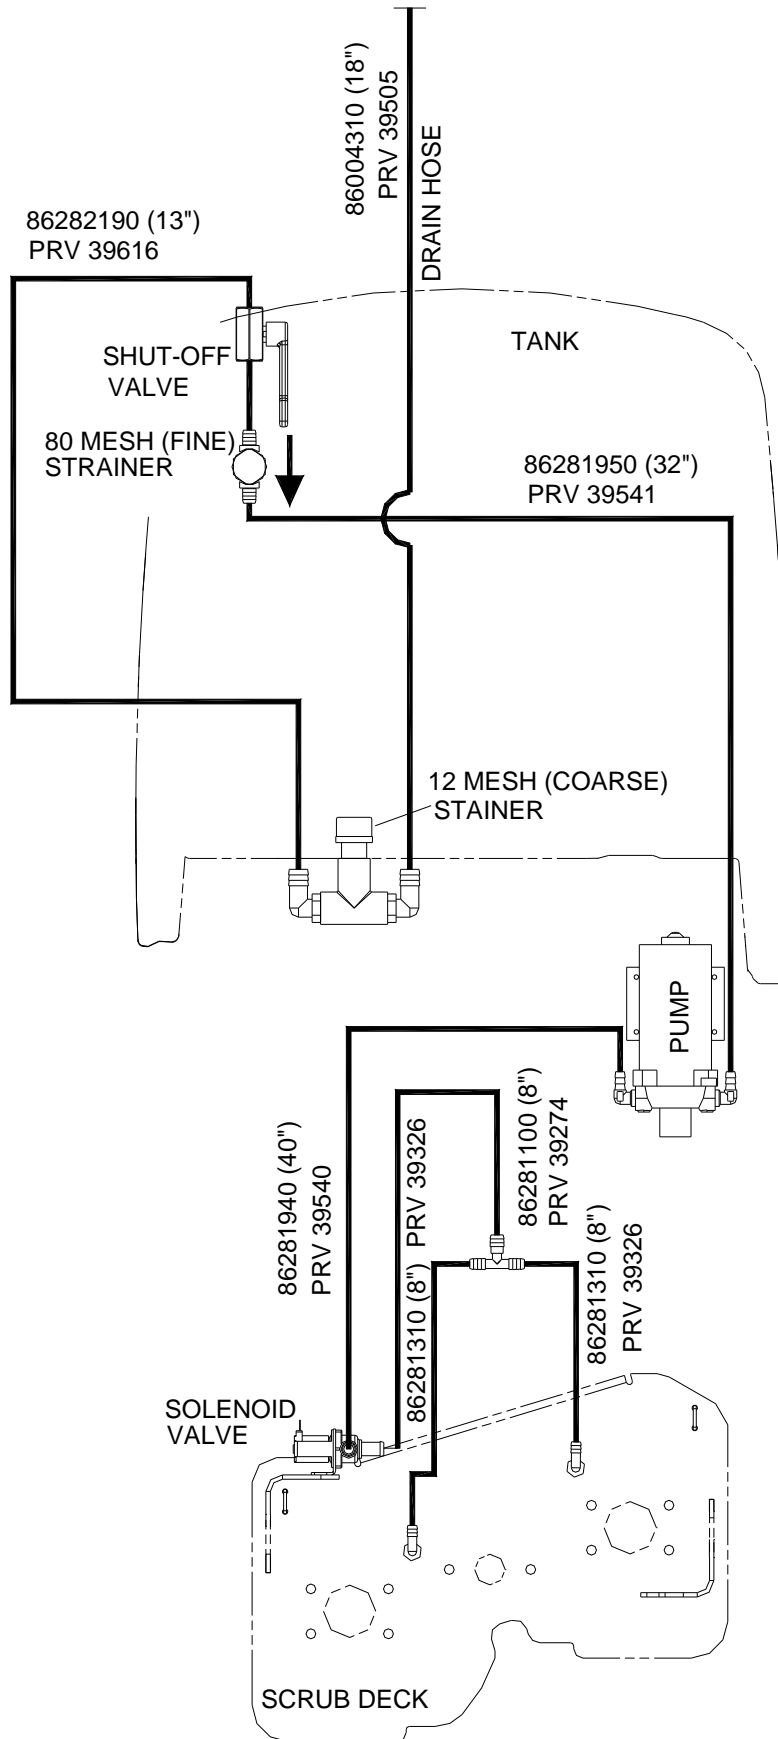 86004310 (18")
PRV 39505
DRAIN HOSE
86282190 (13")
PRV 39616
SHUT-OFF
VALVE
TANK
80 MESH (FINE)
STRAINER
86281950 (32")
PRV 39541
12 MESH (COARSE)
STAINER
PUMP
86281940 (40")
PRV 39540
86281310 (8")
PRV 39326
86281100 (8")
PRV 39274
86281310 (8")
PRV 39326
SOLENOID
VALVE
SCRUB DECK